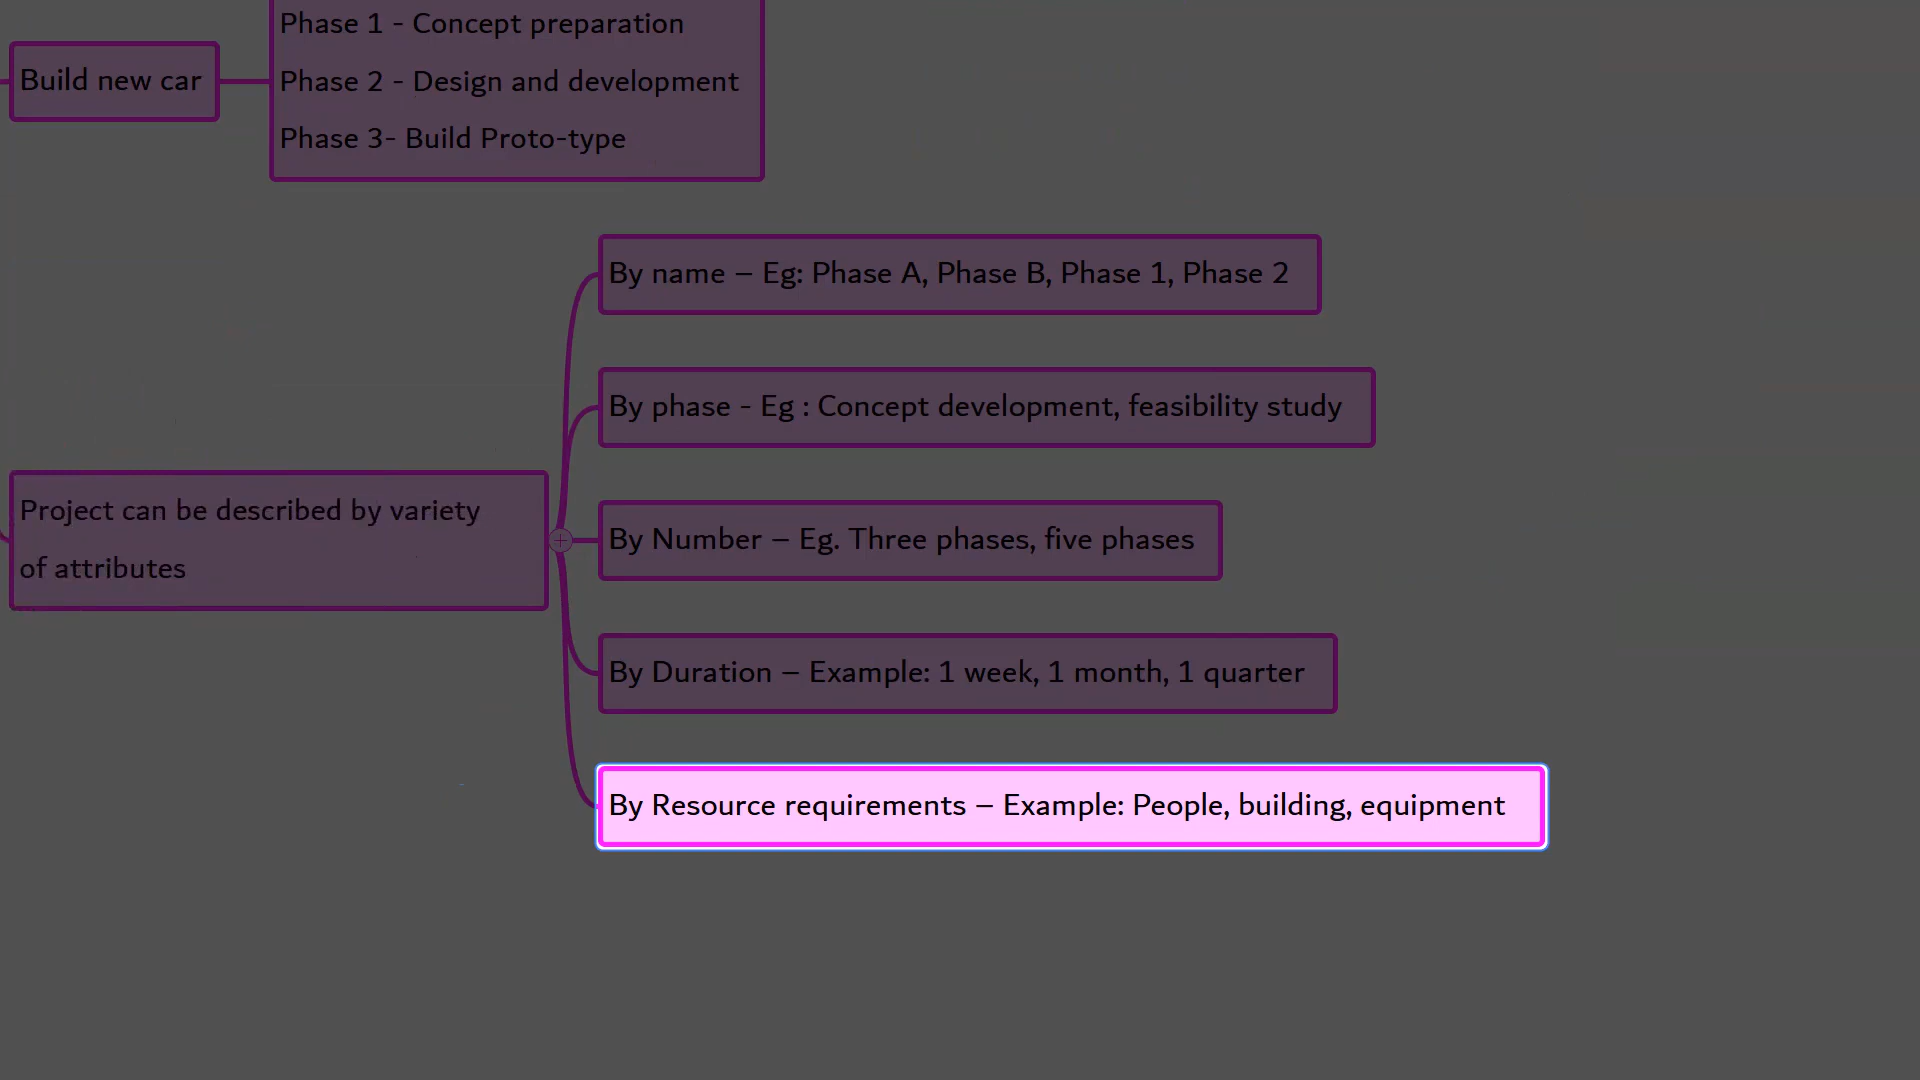 Phase 1 - Concept preparation
Build new car
Phase 2 - Design and development
Phase 3- Build Proto-type
By name – Eg: Phase A, Phase B, Phase 1, Phase 2
By phase - Eg : Concept development, feasibility study
Project can be described by variety
of attributes
By Number – Eg. Three phases, five phases
By Duration – Example: 1 week, 1 month, 1 quarter
By Resource requirements – Example: People, building, equipment